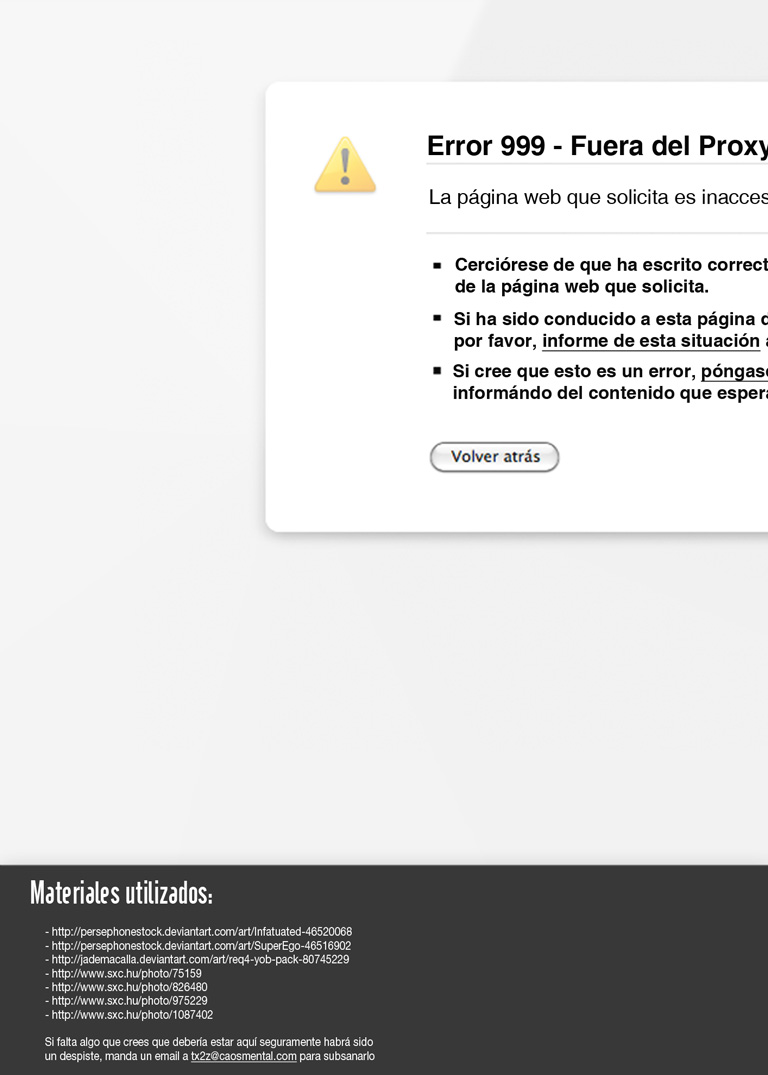 Error 999 - Fuera del Proxy
La página web que solicita es
Cerciórese de que ha escrito
de la página web que solicita.
Si ha sido conducido a esta página
por favor, informe de esta situación
Si cree que esto es un error,
informándo del contenido que
Volver atrás
Materiales utilizados:
- http://persephonestock.deviantart.com/art/Infatuated-46520068
- http://persephonestock.deviantart.com/art/SuperEgo-46516902
- http://jademacalla.deviantart.com/art/req4-yob-pack-80745229
- http://www.sxc.hu/photo/75159
- http://www.sxc.hu/photo/826480
- http://www.sxc.hu/photo/975229
- http://www.sxc.hu/photo/1087402
Si falta algo que crees que debería estar aquí seguramente habrá sido
un despiste, manda un email a tx2z@caosmental.com para subsanarlo